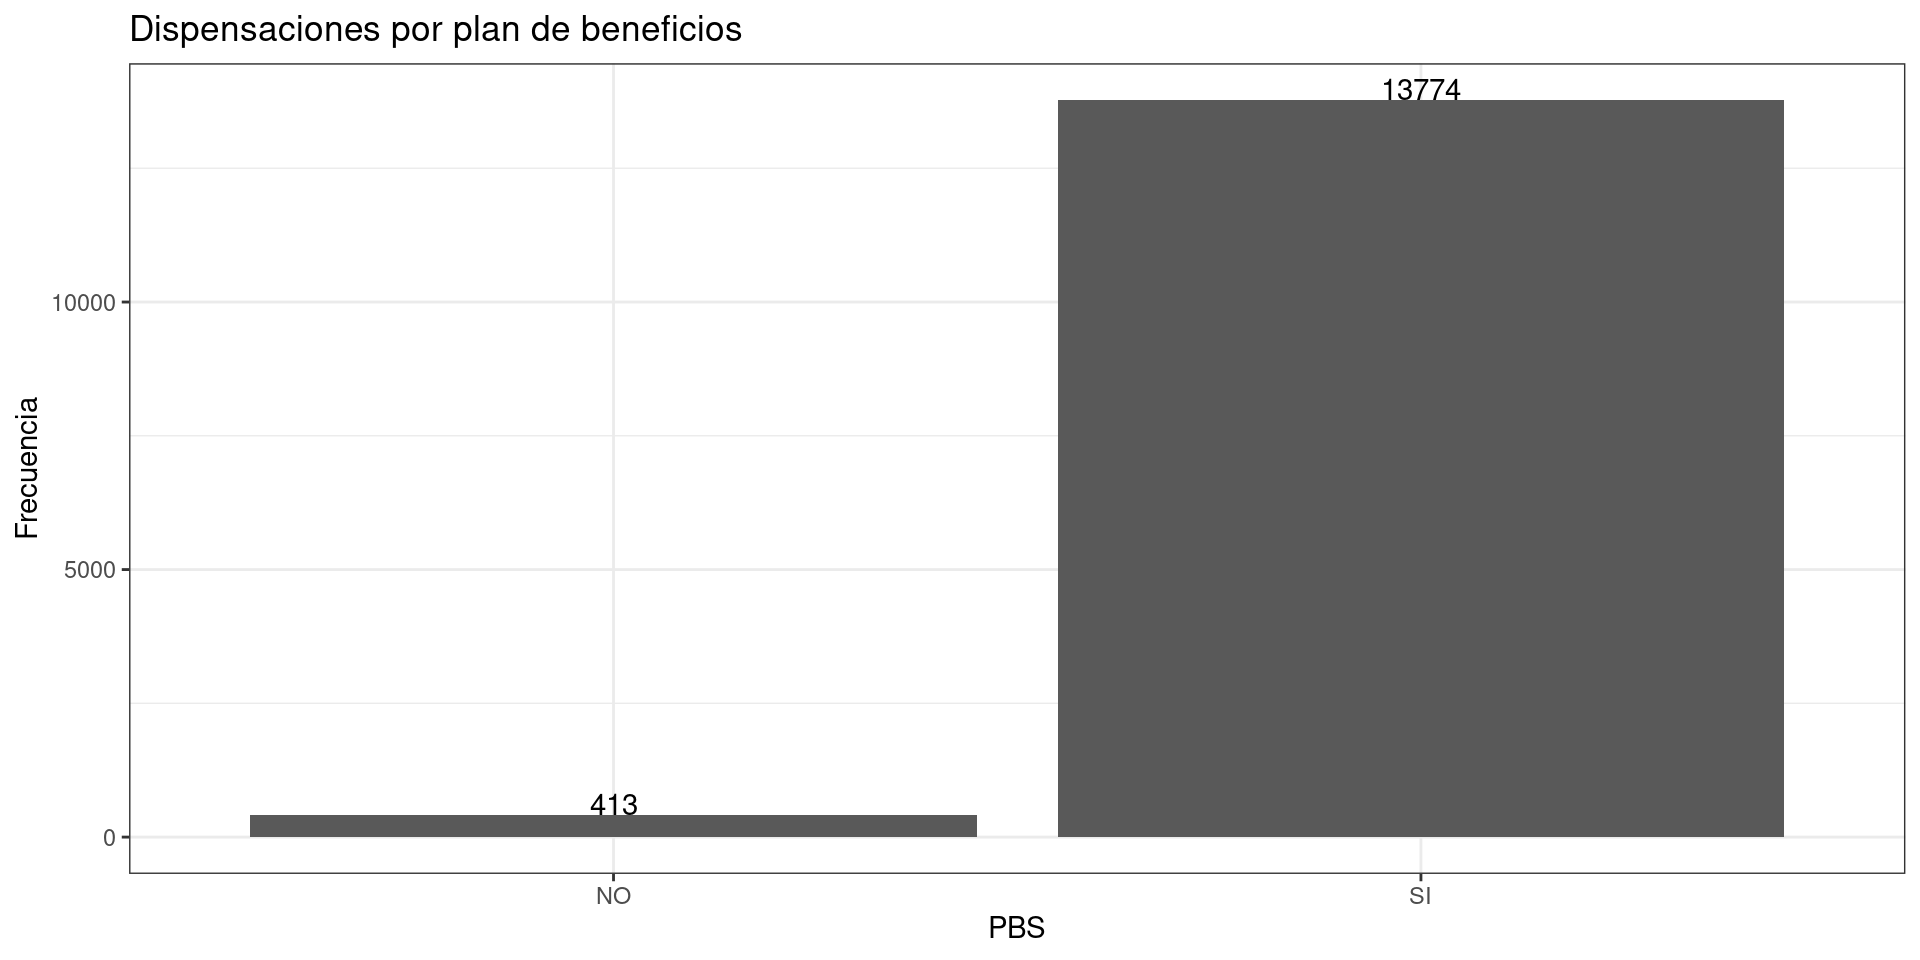 Dispensaciones por plan de beneficios
13774
10000
Frecuencia
5000
413
0
NO
SI
PBS